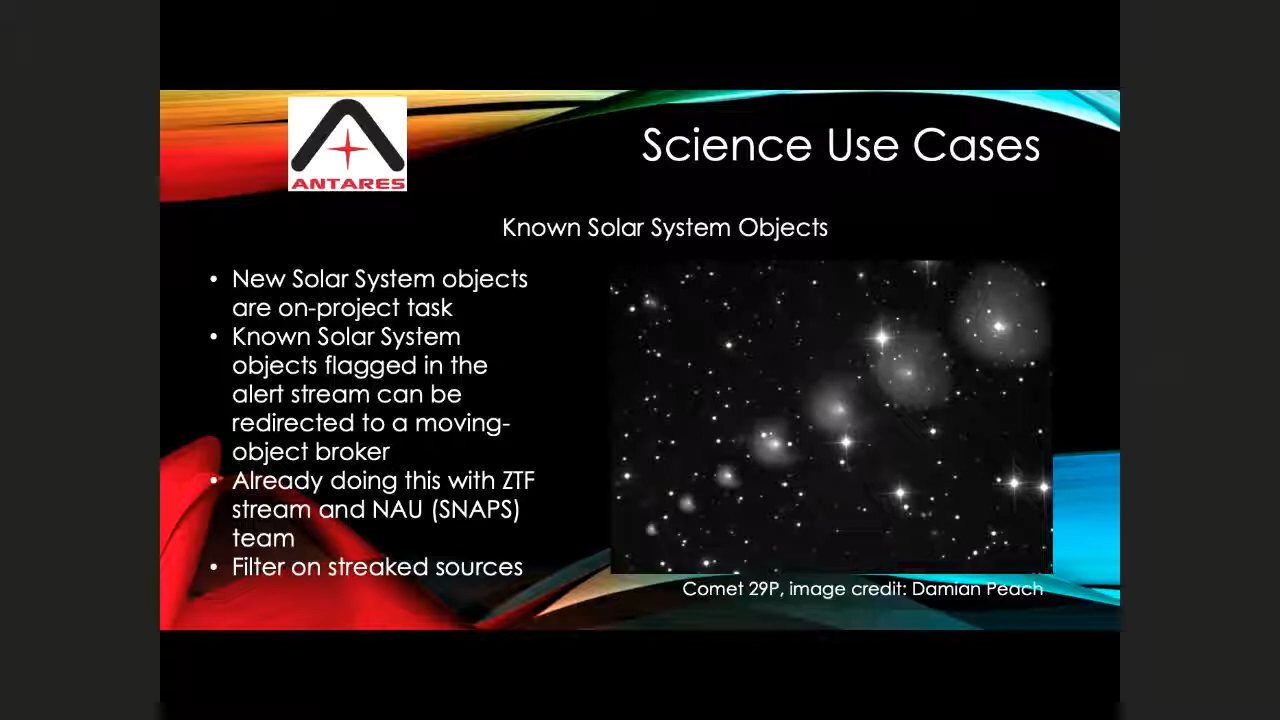 ANTARES
Science Use Cases
Known Solar System Objects
• New Solar System objects
are on-project task
• Known Solar System
objects flagged in the
alert stream can be
redirected to a moving-
object broker
• Already doing this with ZTF
stream and NAU (SNAPS)
team
• Filter on streaked sources
Comet 29P, image credit: Damian Peach